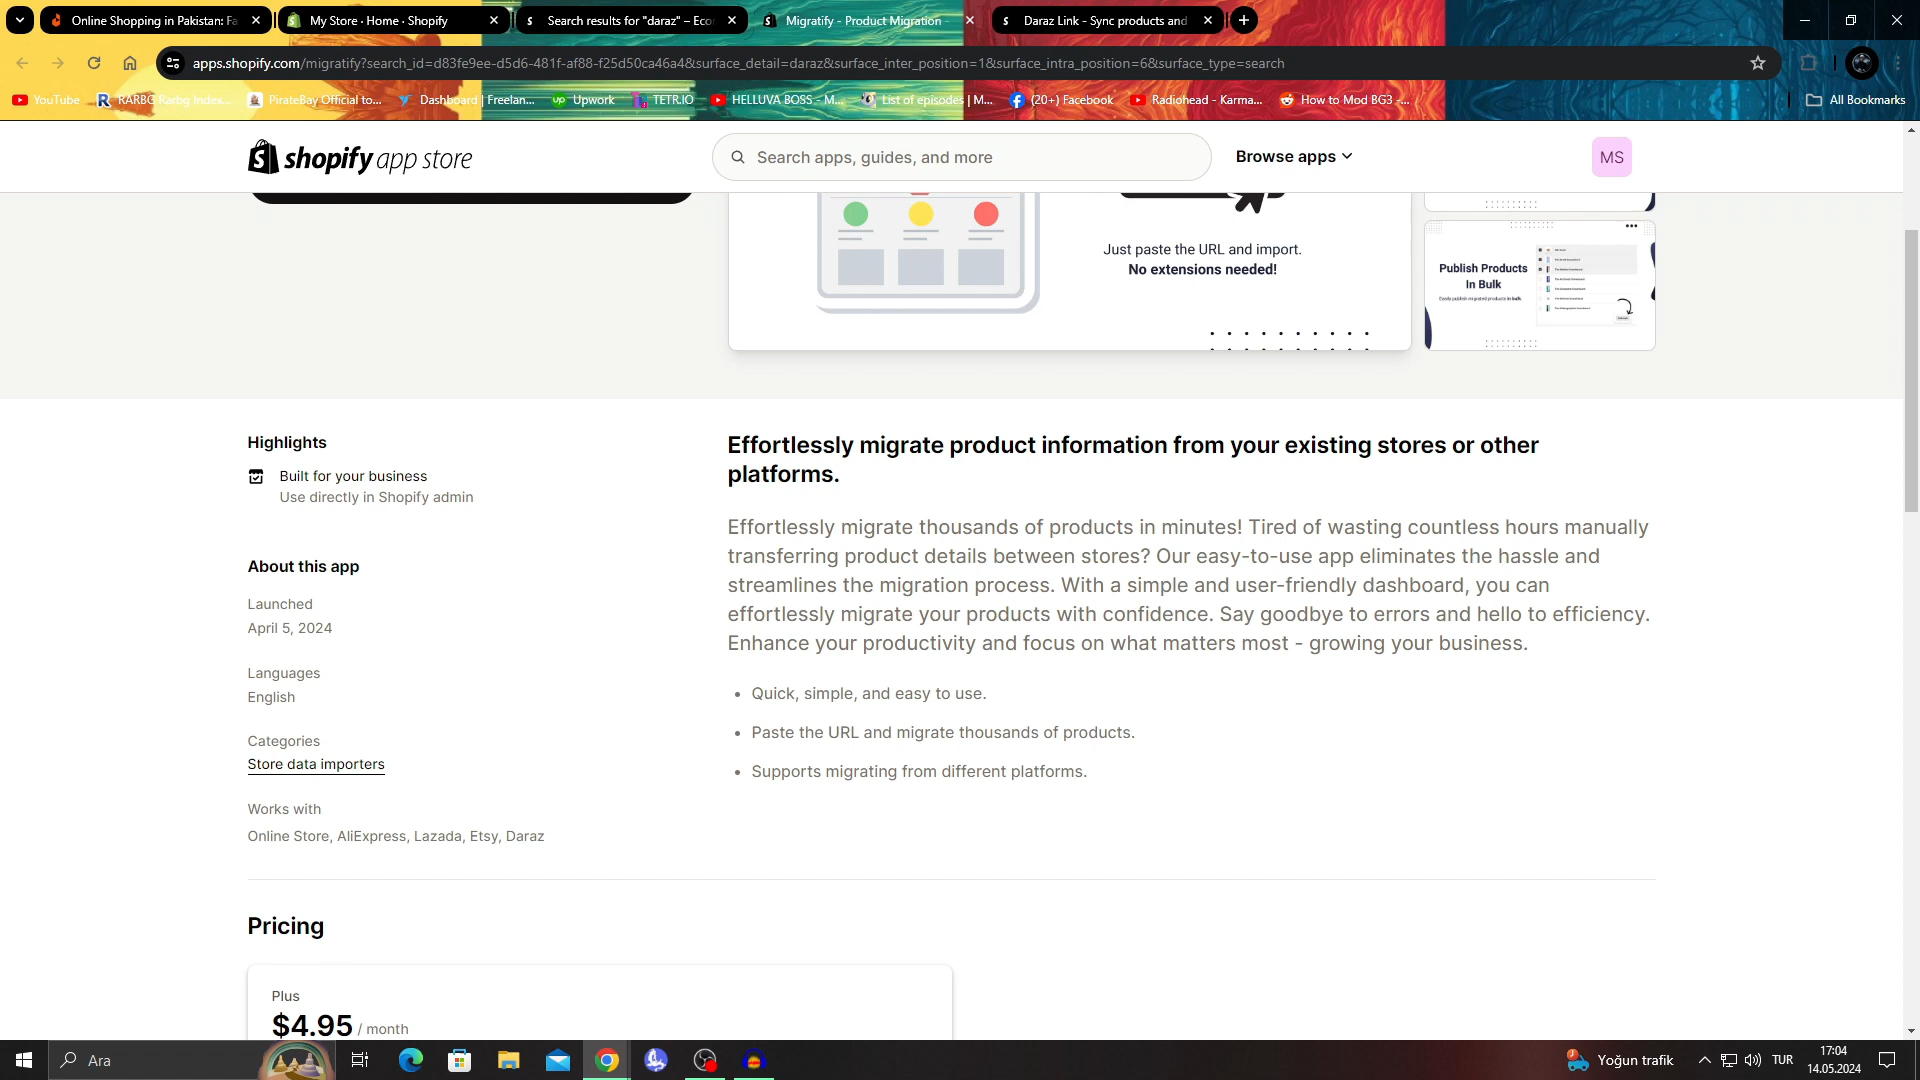 Online Shopping in Pakistan: Fa
My Store · Home · Shopify
Search results for "daraz" – Eco
Migratify - Product Migration
Daraz Link - Sync products and
apps.shopify.com/migratify?search_id=d83fe9ee-d5d6-481f-af88-f25d50ca46a4&surface_detail=daraz&surface_inter_position=1&surface_intra_position=6&surface_type=search
YouTube
RARBG Rarbg Index...
PirateBay Official to...
Dashboard | Freelan...
Upwork
TETR.IO
HELLUVA BOSS - M...
List of episodes | M...
(20+) Facebook
Radiohead - Karma...
How to Mod BG3 -...
All Bookmarks
shopify app store
Search apps, guides, and more
Browse apps
MS
Just paste the URL and import.
No extensions needed!
Publish Products
In Bulk
Easily publish migrated products in bulk.
Highlights
Built for your business
Use directly in Shopify admin
About this app
Launched
April 5, 2024
Languages
English
Categories
Store data importers
Works with
Online Store, AliExpress, Lazada, Etsy, Daraz
Effortlessly migrate product information from your existing stores or other
platforms.
Effortlessly migrate thousands of products in minutes! Tired of wasting countless hours manually
transferring product details between stores? Our easy-to-use app eliminates the hassle and
streamlines the migration process. With a simple and user-friendly dashboard, you can
effortlessly migrate your products with confidence. Say goodbye to errors and hello to efficiency.
Enhance your productivity and focus on what matters most - growing your business.
• Quick, simple, and easy to use.
• Paste the URL and migrate thousands of products.
• Supports migrating from different platforms.
Pricing
Plus
$4.95 / month
Ara
Yoğun trafik
TUR
17:04
14.05.2024